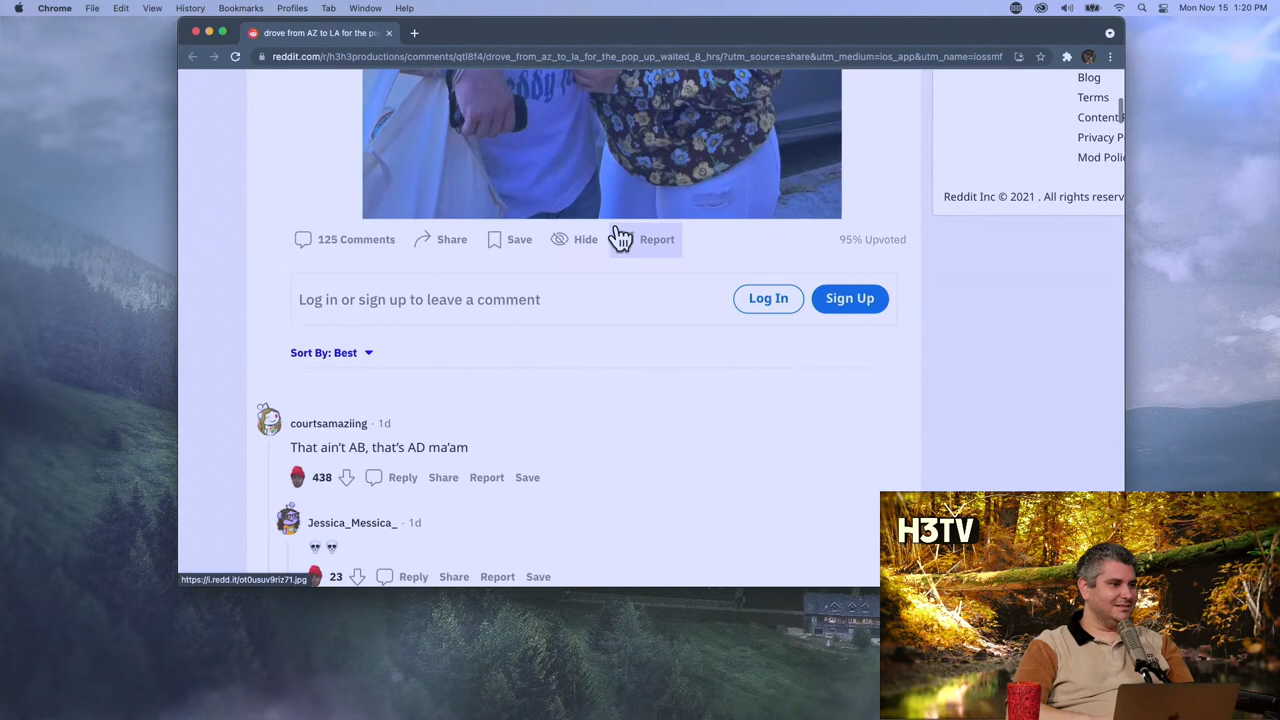 Chrome File Edit View History Bookmarks Profiles Tab Window Help Mon Nov 15 1:20 PM
drove from AZ to LA for the po
reddit.com/r/h3h3productions/comments/qtl8f4/drove_from_az_to_la_for_the_pop_up_waited_8_hrs/?utm_source=share&utm_medium=ios_app&utm_name=iossmf
Blog
Terms
Content
Privacy P
Mod Polic
Reddit Inc © 2021 . All rights reserv
125 Comments Share Save Hide Report 95% Upvoted
Log in or sign up to leave a comment Log In Sign Up
Sort By: Best
courtsamaziing · 1d
That ain't AB, that's AD ma'am
438 Reply Share Report Save
Jessica_Messica_ · 1d
23 Reply Share Report Save
https://i.redd.it/ot0usuv9riz71.jpg
H3TV